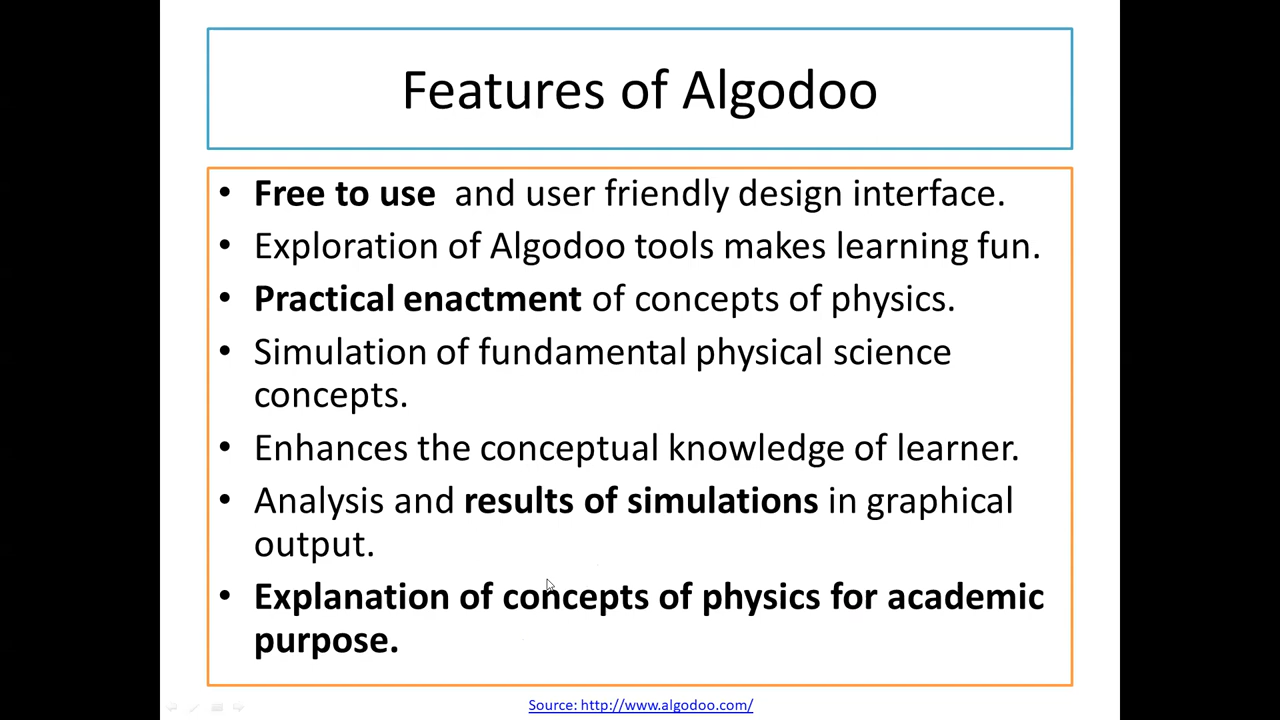 Features of Algodoo
• Free to use  and user friendly design interface.
• Exploration of Algodoo tools makes learning fun.
• Practical enactment of concepts of physics.
• Simulation of fundamental physical science
concepts.
• Enhances the conceptual knowledge of learner.
• Analysis and results of simulations in graphical
output.
• Explanation of concepts of physics for academic
purpose.
Source: http://www.algodoo.com/